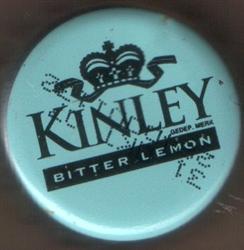 KINLEY
GEDEP. MERK
BITTER LEMON